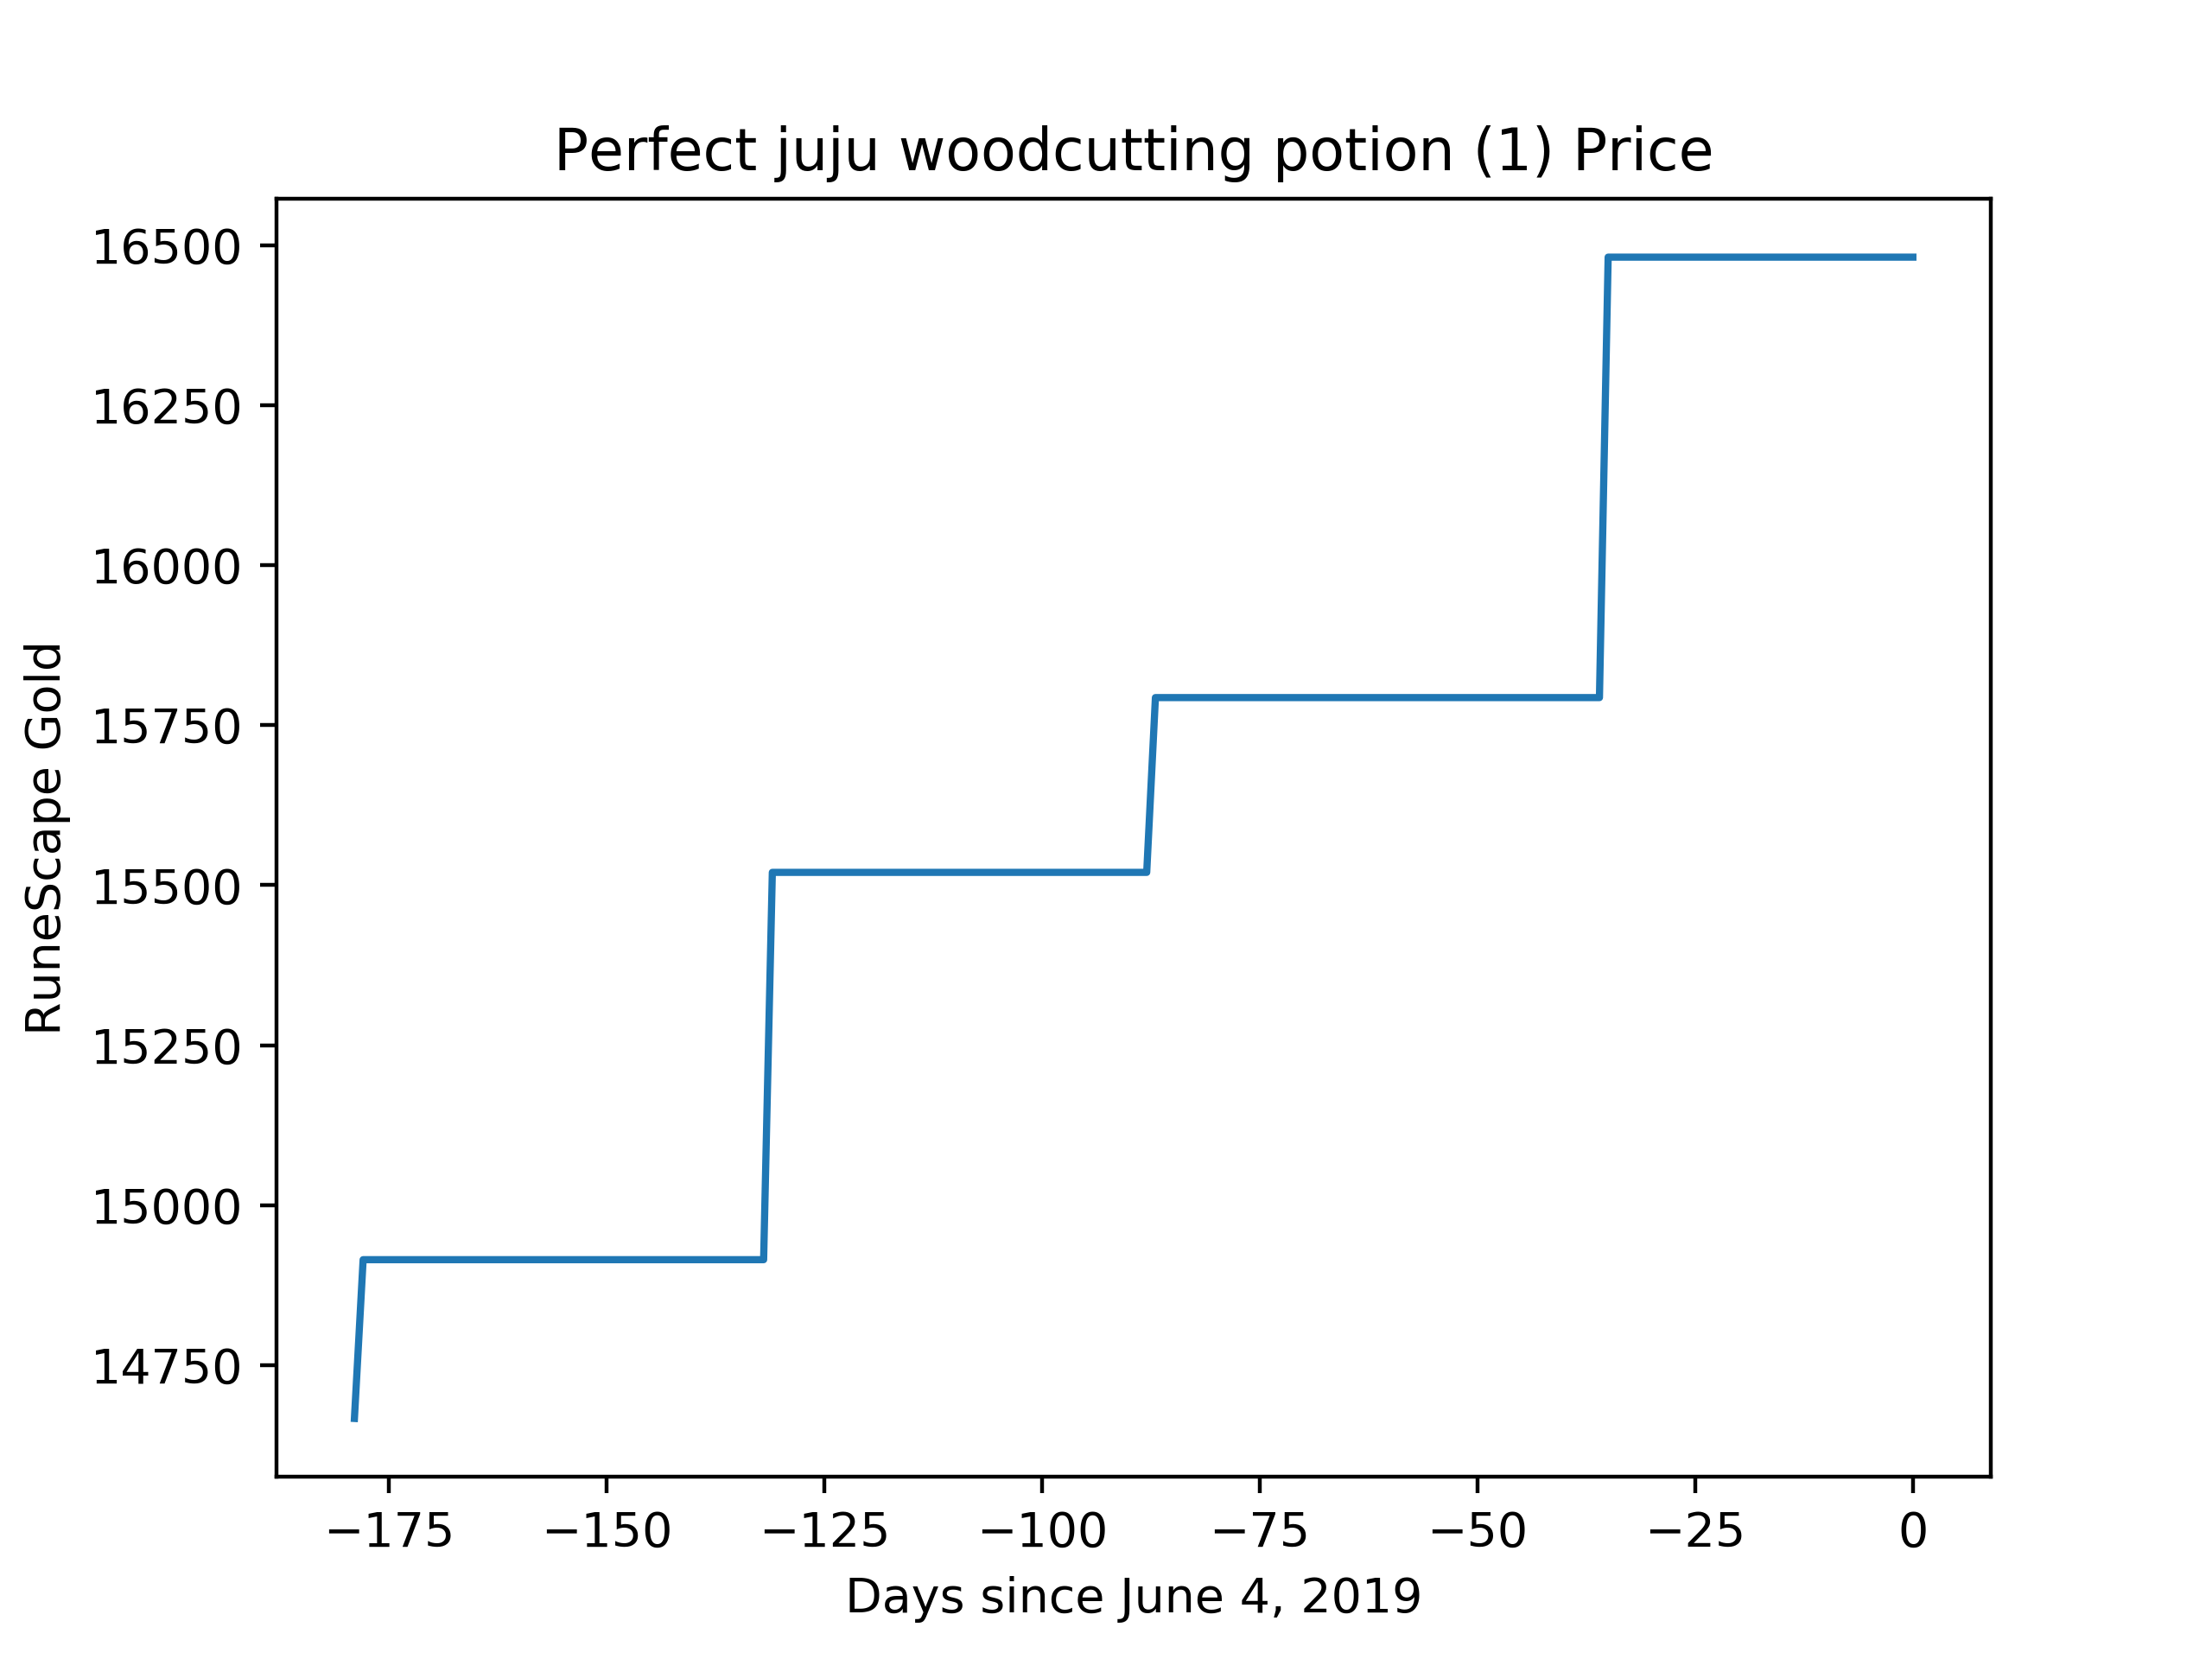 Perfect juju woodcutting potion (1) Price
16500
16250
16000
15750
15500
15250
15000
14750
RuneScape Gold
−175 −150 −125 −100 −75 −50 −25 0
Days since June 4, 2019